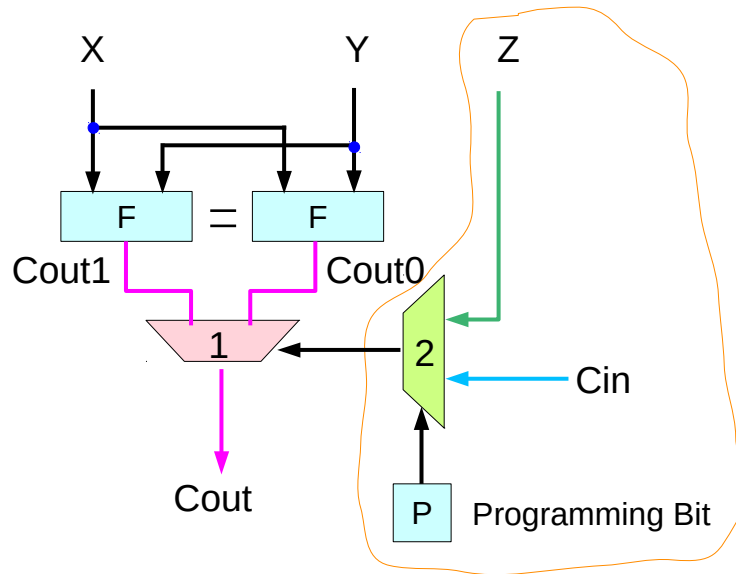 X Y Z
F = F
Cout1 Cout0
1
2
Cin
Cout
P Programming Bit